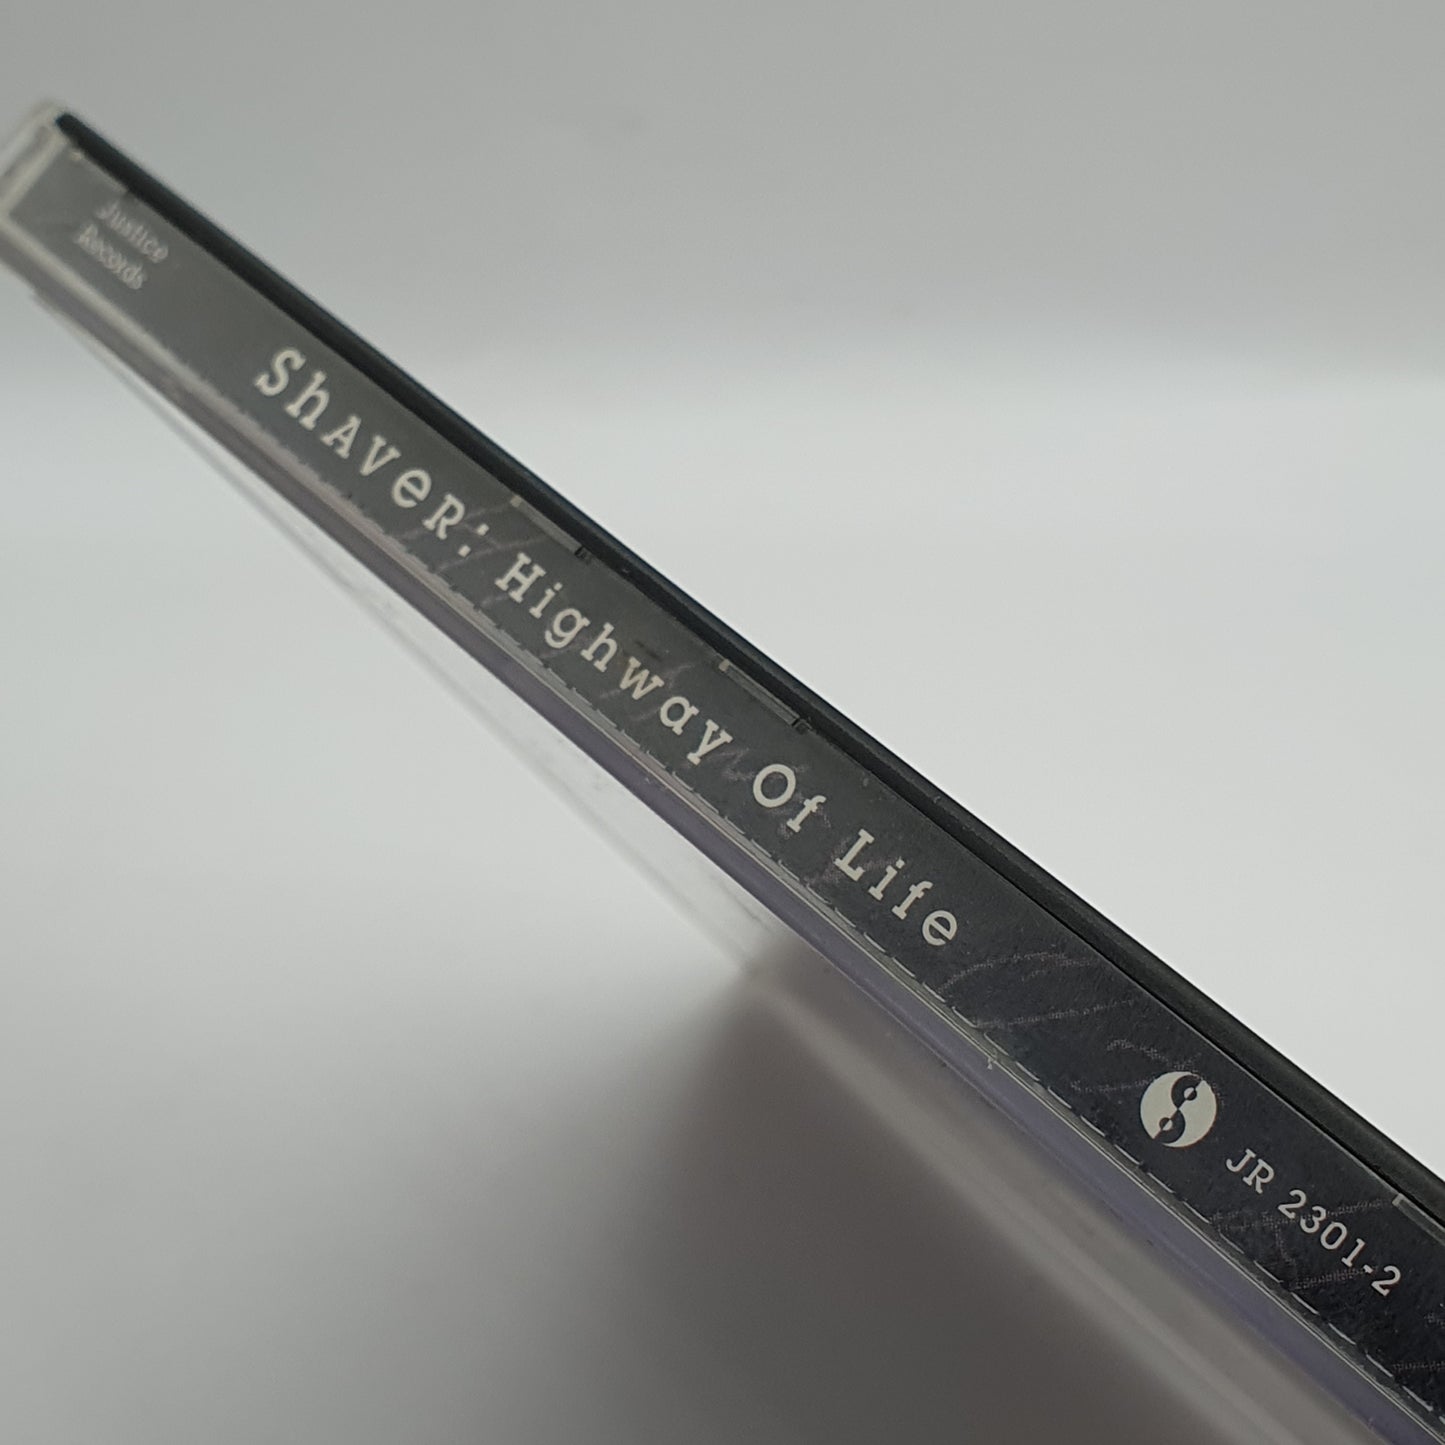 Justice
Records
ShAVeR: Highway Of Life
JR 2301-2